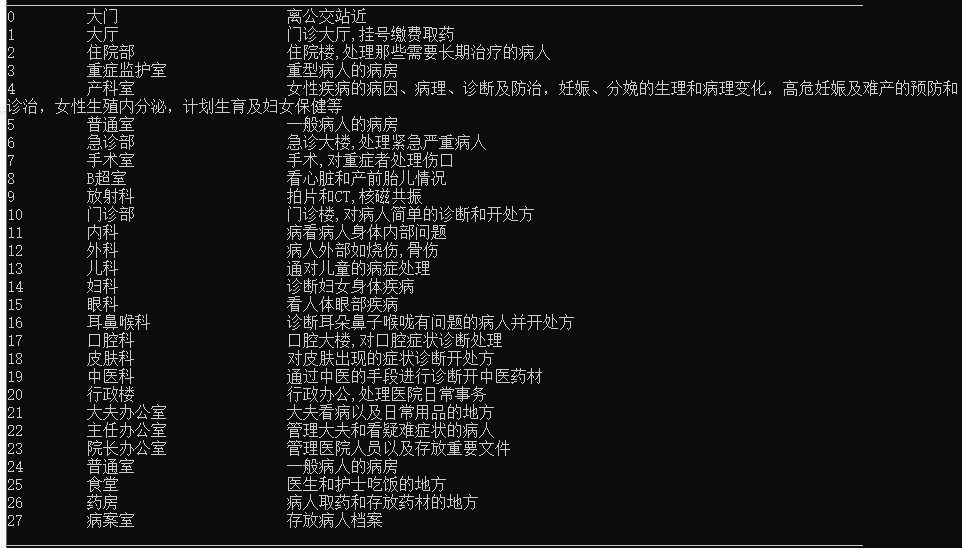 0 大门 离公交站近
1 大厅 门诊大厅,挂号缴费取药
2 住院部 住院楼,处理那些需要长期治疗的病人
3 重症监护室 重型病人的病房
4 产科室 女性疾病的病因、病理、诊断及防治，妊娠、分娩的生理和病理变化，高危妊娠及难产的预防和
诊治，女性生殖内分泌，计划生育及妇女保健等
5 普通室 一般病人的病房
6 急诊部 急诊大楼,处理紧急严重病人
7 手术室 手术,对重症者处理伤口
8 B超室 看心脏和产前胎儿情况
9 放射科 拍片和CT,核磁共振
10 门诊部 门诊楼,对病人简单的诊断和开处方
11 内科 病看病人身体内部问题
12 外科 病人外部如烧伤,骨伤
13 儿科 通对儿童的病症处理
14 妇科 诊断妇女身体疾病
15 眼科 看人体眼部疾病
16 耳鼻喉科 诊断耳朵鼻子喉咙有问题的病人并开处方
17 口腔科 口腔大楼,对口腔症状诊断处理
18 皮肤科 对皮肤出现的症状诊断开处方
19 中医科 通过中医的手段进行诊断开中医药材
20 行政楼 行政办公,处理医院日常事务
21 大夫办公室 大夫看病以及日常用品的地方
22 主任办公室 管理大夫和看疑难症状的病人
23 院长办公室 管理医院人员以及存放重要文件
24 普通室 一般病人的病房
25 食堂 医生和护士吃饭的地方
26 药房 病人取药和存放药材的地方
27 病案室 存放病人档案